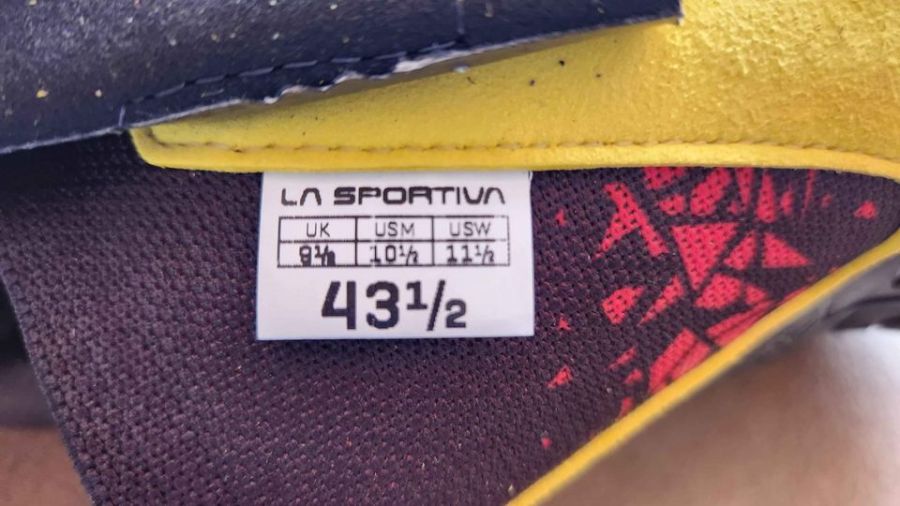 LA SPORTIVA
UK USM USW
9½ 10½ 11½
43½